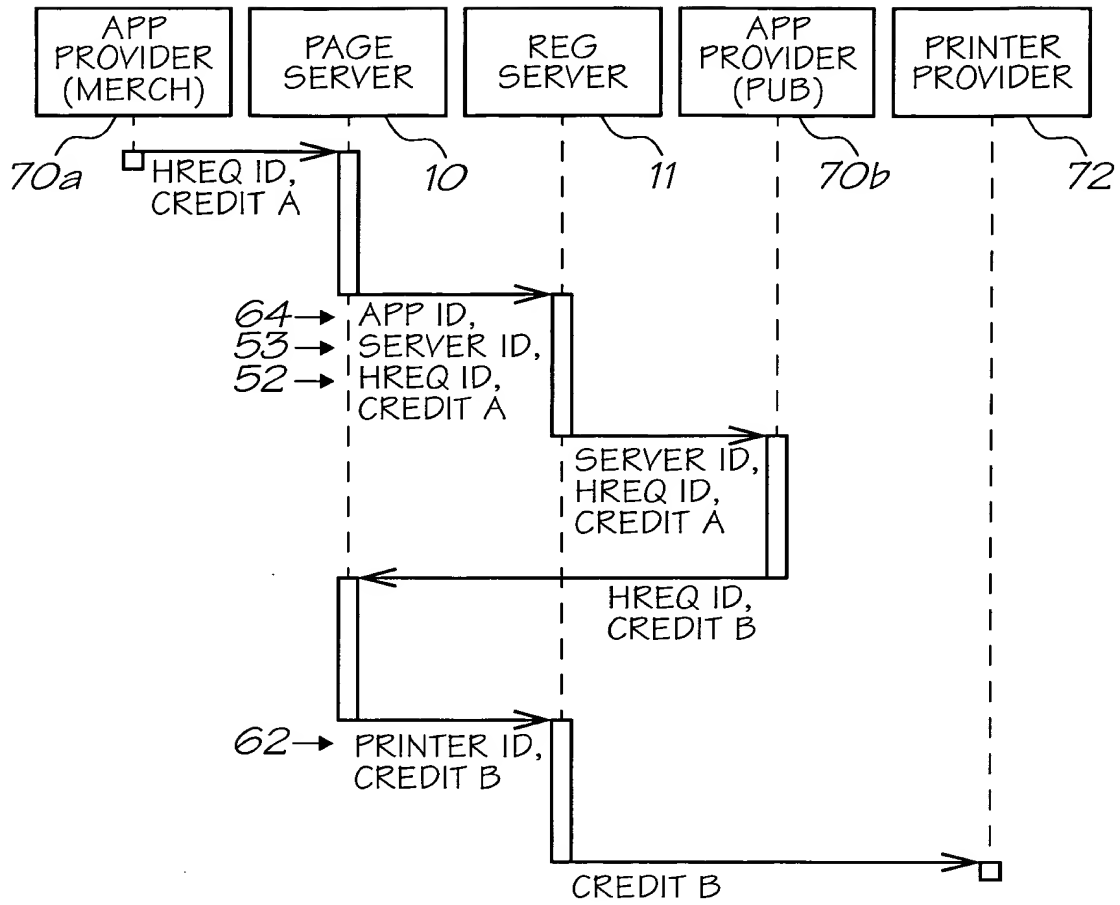 APP
PROVIDER
(MERCH)
PAGE
SERVER
REG
SERVER
APP
PROVIDER
(PUB)
PRINTER
PROVIDER
70a
10
11
70b
72
HREQ ID,
CREDIT A
64
APP ID,
53
SERVER ID,
52
HREQ ID,
CREDIT A
SERVER ID,
HREQ ID,
CREDIT A
HREQ ID,
CREDIT B
62
PRINTER ID,
CREDIT B
CREDIT B